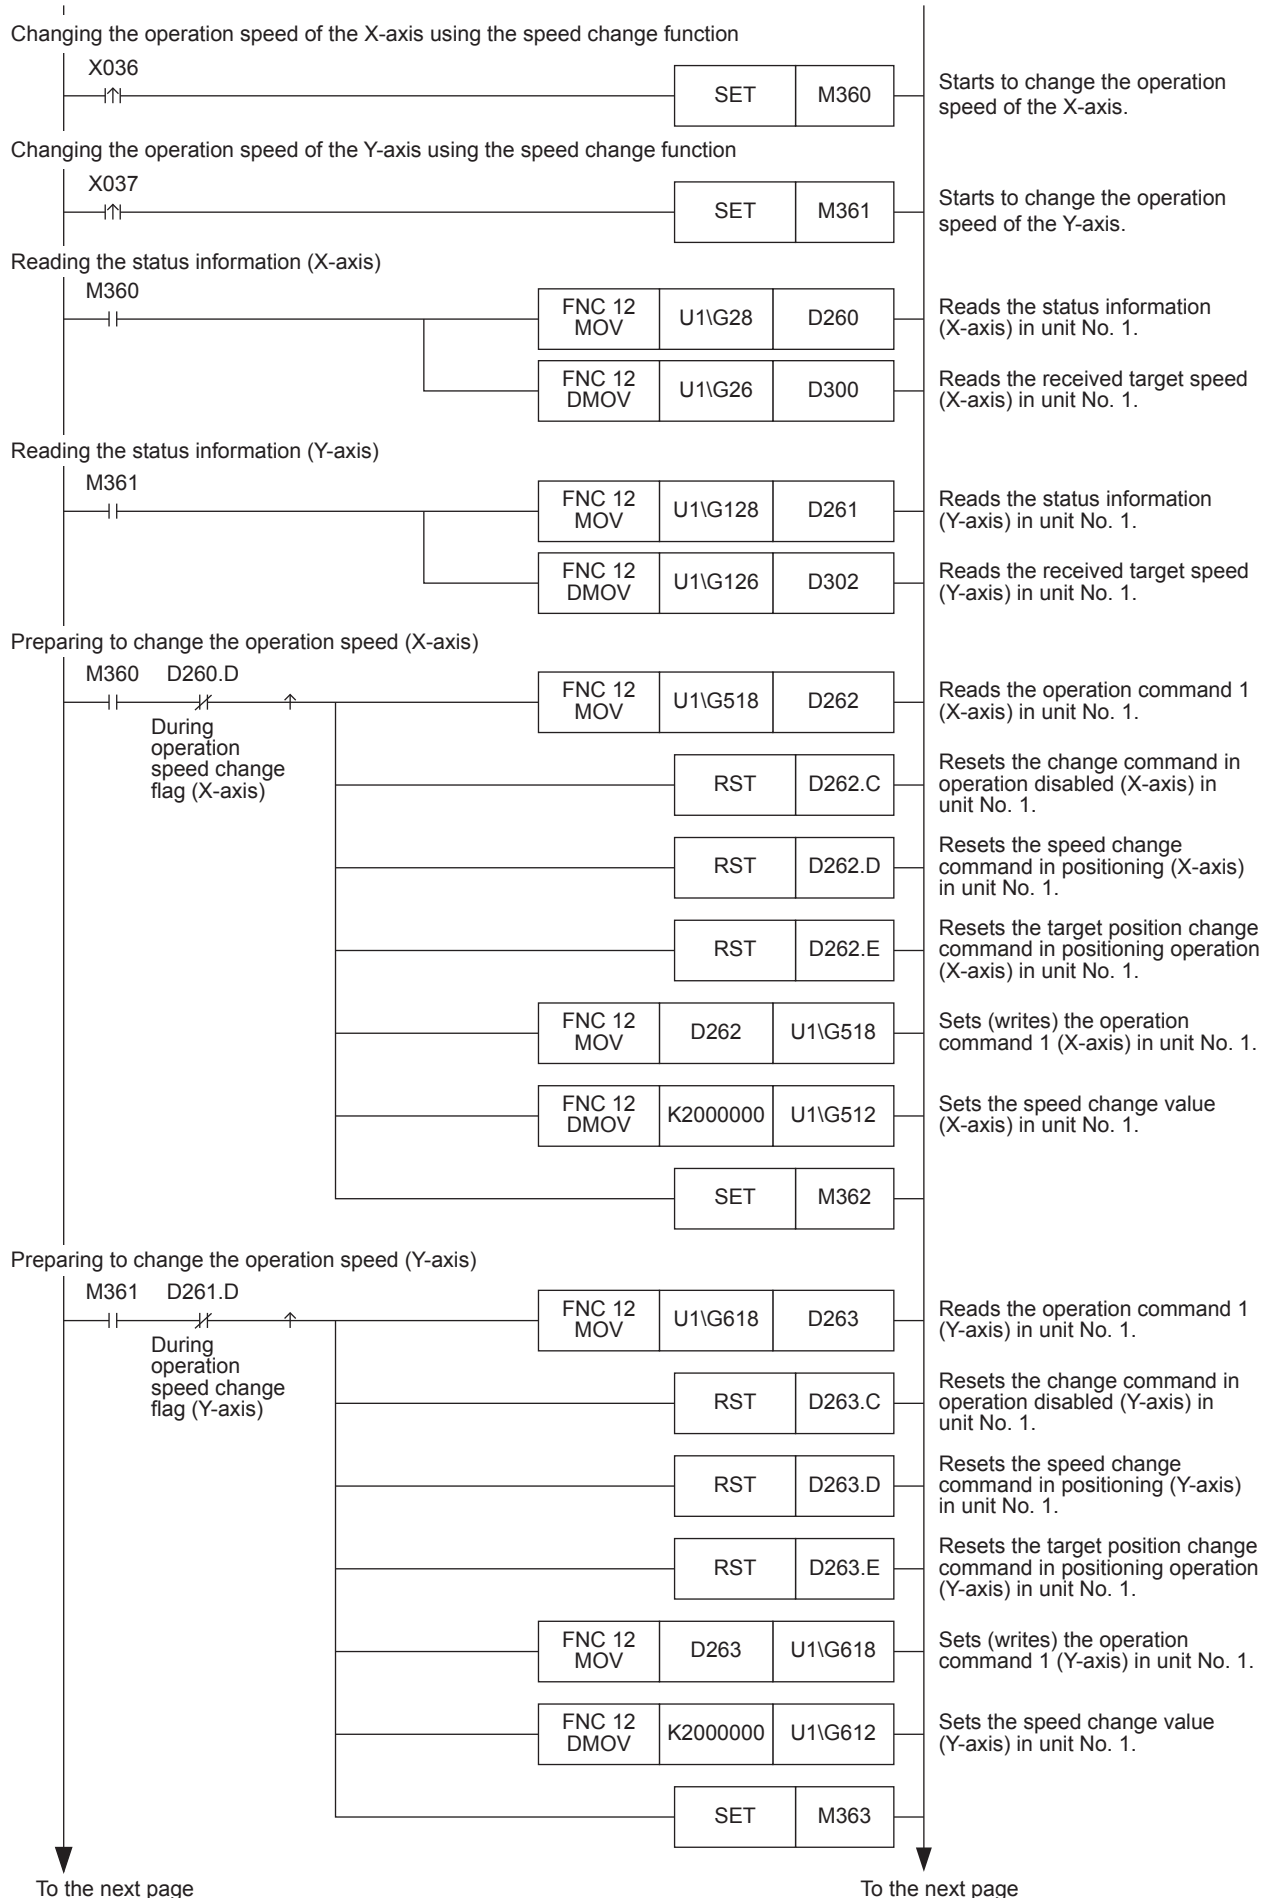 Changing the operation speed of the X-axis using the speed change function
X036
SET M360
Starts to change the operation
speed of the X-axis.
Changing the operation speed of the Y-axis using the speed change function
X037
SET M361
Starts to change the operation
speed of the Y-axis.
Reading the status information (X-axis)
M360
FNC 12
MOV
U1\G28 D260
Reads the status information
(X-axis) in unit No. 1.
FNC 12
DMOV
U1\G26 D300
Reads the received target speed
(X-axis) in unit No. 1.
Reading the status information (Y-axis)
M361
FNC 12
MOV
U1\G128 D261
Reads the status information
(Y-axis) in unit No. 1.
FNC 12
DMOV
U1\G126 D302
Reads the received target speed
(Y-axis) in unit No. 1.
Preparing to change the operation speed (X-axis)
M360 D260.D
During
operation
speed change
flag (X-axis)
FNC 12
MOV
U1\G518 D262
Reads the operation command 1
(X-axis) in unit No. 1.
RST D262.C
Resets the change command in
operation disabled (X-axis) in
unit No. 1.
RST D262.D
Resets the speed change
command in positioning (X-axis)
in unit No. 1.
RST D262.E
Resets the target position change
command in positioning operation
(X-axis) in unit No. 1.
FNC 12
MOV
D262 U1\G518
Sets (writes) the operation
command 1 (X-axis) in unit No. 1.
FNC 12
DMOV
K2000000 U1\G512
Sets the speed change value
(X-axis) in unit No. 1.
SET M362
Preparing to change the operation speed (Y-axis)
M361 D261.D
During
operation
speed change
flag (Y-axis)
FNC 12
MOV
U1\G618 D263
Reads the operation command 1
(Y-axis) in unit No. 1.
RST D263.C
Resets the change command in
operation disabled (Y-axis) in
unit No. 1.
RST D263.D
Resets the speed change
command in positioning (Y-axis)
in unit No. 1.
RST D263.E
Resets the target position change
command in positioning operation
(Y-axis) in unit No. 1.
FNC 12
MOV
D263 U1\G618
Sets (writes) the operation
command 1 (Y-axis) in unit No. 1.
FNC 12
DMOV
K2000000 U1\G612
Sets the speed change value
(Y-axis) in unit No. 1.
SET M363
To the next page
To the next page